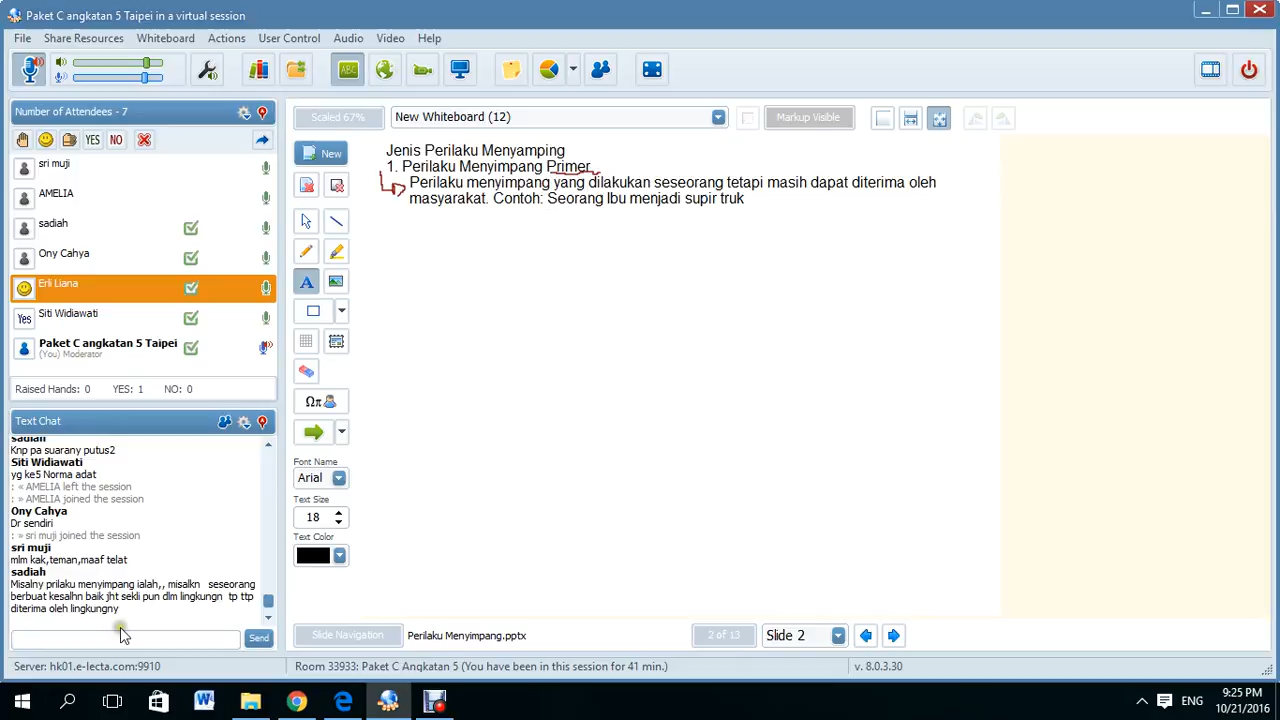 Paket C angkatan 5 Taipei in a virtual session
File Share Resources Whiteboard Actions User Control Audio Video Help
ABC
Number of Attendees - 7
YES NO
sri muji
AMELIA
sadiah
Ony Cahya
Erli Liana
Yes Siti Widiawati
Paket C angkatan 5 Taipei
(You) Moderator
Raised Hands: 0 YES: 1 NO: 0
Text Chat
sadiah
Knp pa suarany putus2
Siti Widiawati
yg ke5 Norma adat
: « AMELIA left the session
: » AMELIA joined the session
Ony Cahya
Dr sendiri
: » sri muji joined the session
sri muji
mlm kak,teman,maaf telat
sadiah
Misalny prilaku menyimpang ialah,, misalkn seseorang
berbuat kesalhn baik jht sekli pun dlm lingkungn tp ttp
diterima oleh lingkungny
Send
Scaled 67% New Whiteboard (12) Markup Visible
New
A
Ωπ
Font Name
Arial
Text Size
18
Text Color
Jenis Perilaku Menyamping
1. Perilaku Menyimpang Primer
Perilaku menyimpang yang dilakukan seseorang tetapi masih dapat diterima oleh
masyarakat. Contoh: Seorang Ibu menjadi supir truk
Slide Navigation Perilaku Menyimpang.pptx 2 of 13 Slide 2
Server: hk01.e-lecta.com:9910 Room 33933: Paket C Angkatan 5 (You have been in this session for 41 min.) v. 8.0.3.30
ENG 9:25 PM
10/21/2016